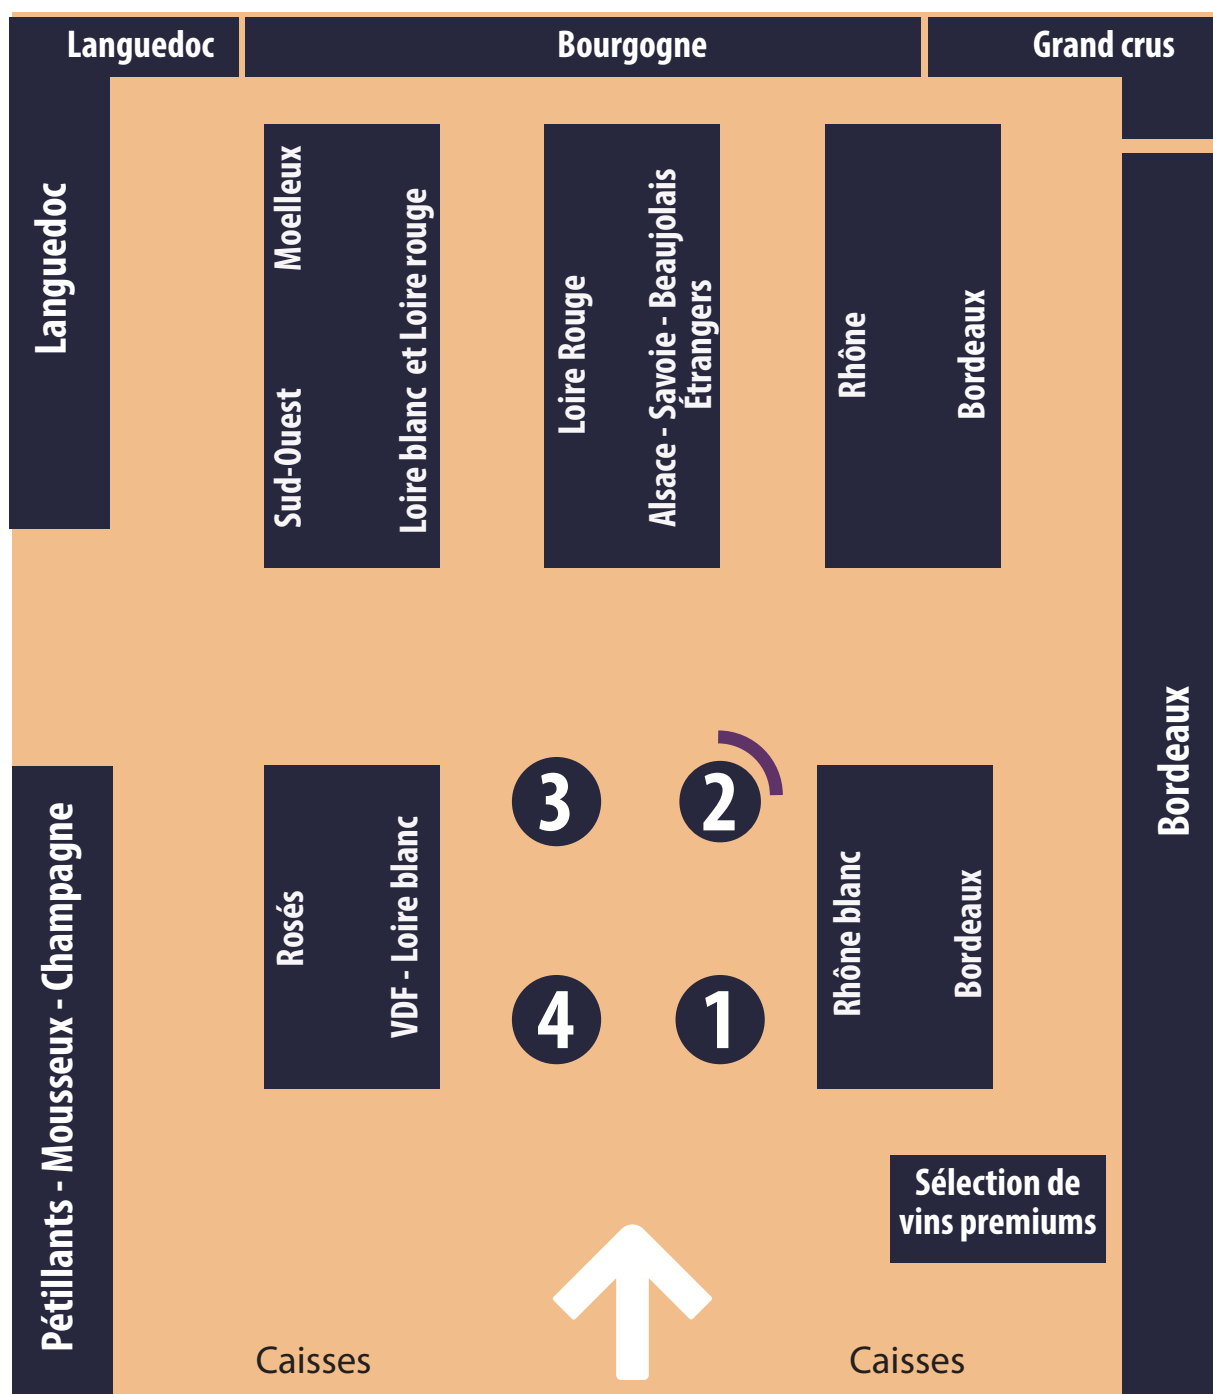 Languedoc
Bourgogne
Grand crus
Languedoc
Moelleux
Sud-Ouest
Loire blanc et Loire rouge
Loire Rouge
Alsace - Savoie - Beaujolais
Étrangers
Rhône
Bordeaux
Bordeaux
Pétillants - Mousseux - Champagne
Rosés
VDF - Loire blanc
3
2
4
1
Rhône blanc
Bordeaux
Sélection de
vins premiums
Caisses
Caisses